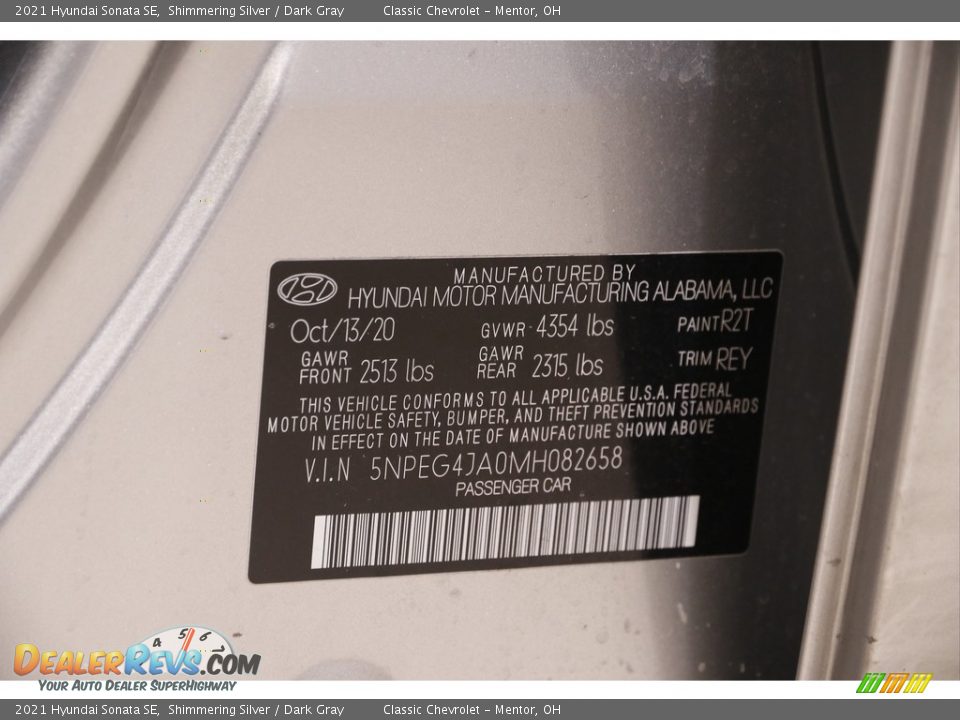 2021 Hyundai Sonata SE, Shimmering Silver / Dark Gray Classic Chevrolet - Mentor, OH
MANUFACTURED BY
HYUNDAI MOTOR MANUFACTURING ALABAMA, LLC
Oct/13/20 GVWR 4354 lbs PAINT R2T
GAWR FRONT 2513 lbs GAWR REAR 2315 lbs TRIM REY
THIS VEHICLE CONFORMS TO ALL APPLICABLE U.S.A. FEDERAL
MOTOR VEHICLE SAFETY, BUMPER, AND THEFT PREVENTION STANDARDS
IN EFFECT ON THE DATE OF MANUFACTURE SHOWN ABOVE
V.I.N 5NPEG4JA0MH082658
PASSENGER CAR
4 5 6 7
DEALERREVS.COM
YOUR AUTO DEALER SUPERHIGHWAY
2021 Hyundai Sonata SE, Shimmering Silver / Dark Gray Classic Chevrolet - Mentor, OH